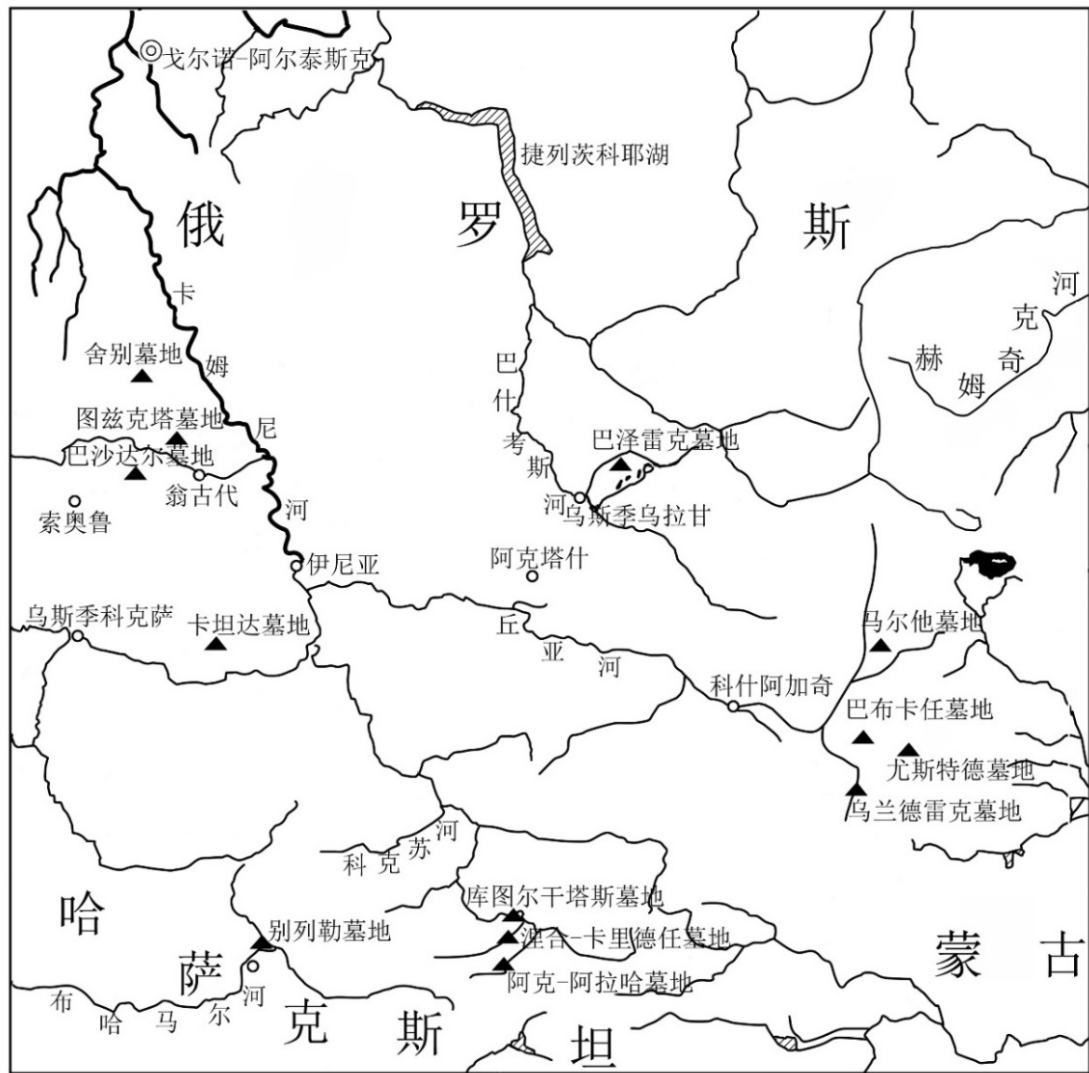 戈尔诺-阿尔泰斯克
捷列茨科耶湖
俄罗斯
卡姆尼河
赫姆奇克河
舍别墓地
巴什考斯河
图兹克塔墓地
巴泽雷克墓地
巴沙达尔墓地
翁古代
索奥鲁
乌斯季乌拉甘
伊尼亚
阿克塔什
乌斯季科克萨
卡坦达墓地
丘亚河
马尔他墓地
科什阿加奇
巴布卡任墓地
尤斯特德墓地
乌兰德雷克墓地
科克苏河
库图尔干塔斯墓地
别列勒墓地
涅合-卡里德任墓地
阿克-阿拉哈墓地
哈萨克斯坦
蒙古
布哈马尔河